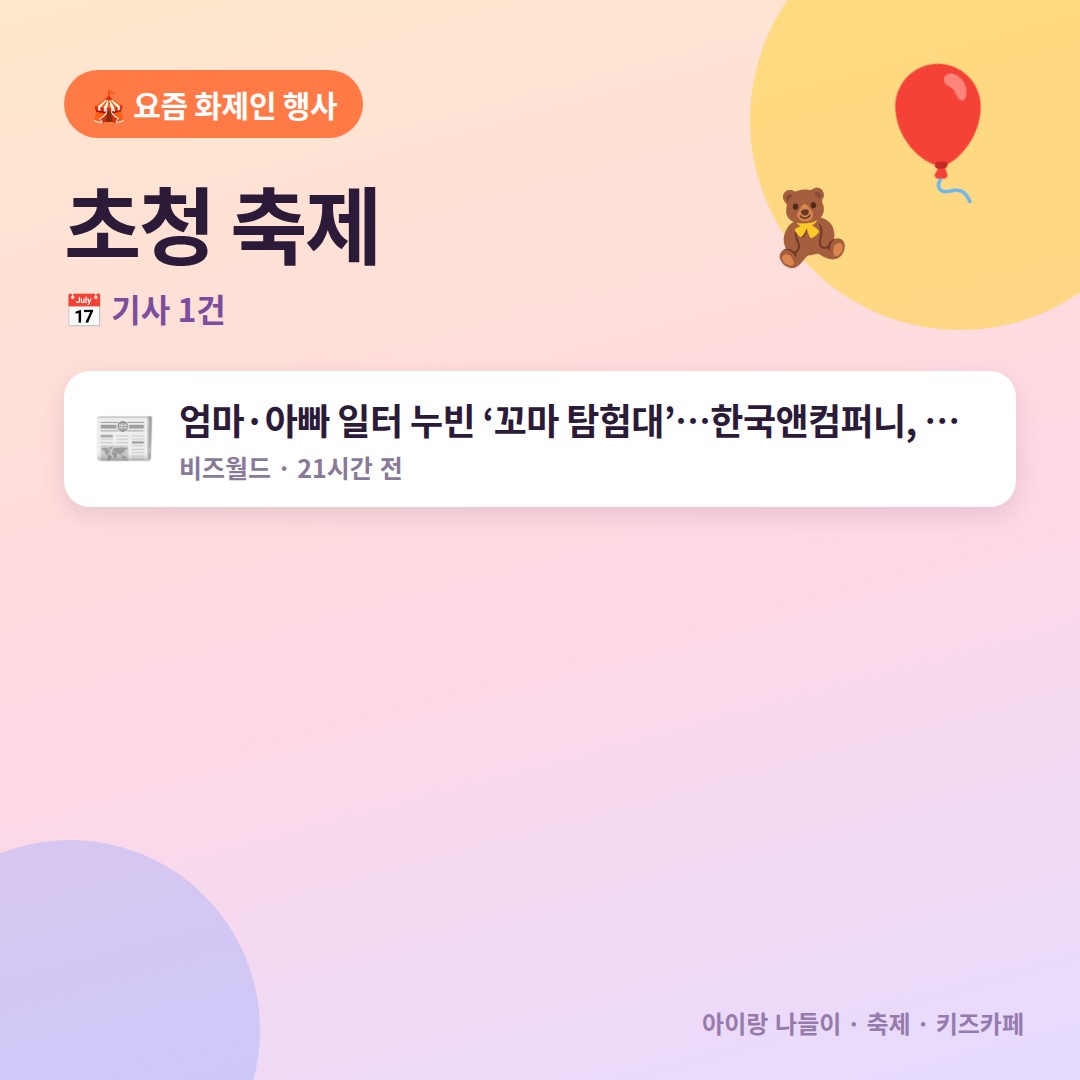 🎪 요즘 화제인 행사
초청 축제
📅 기사 1건
엄마·아빠 일터 누빈 ‘꼬마 탐험대’…한국앤컴퍼니, …
비즈월드 · 21시간 전
아이랑 나들이 · 축제 · 키즈카페